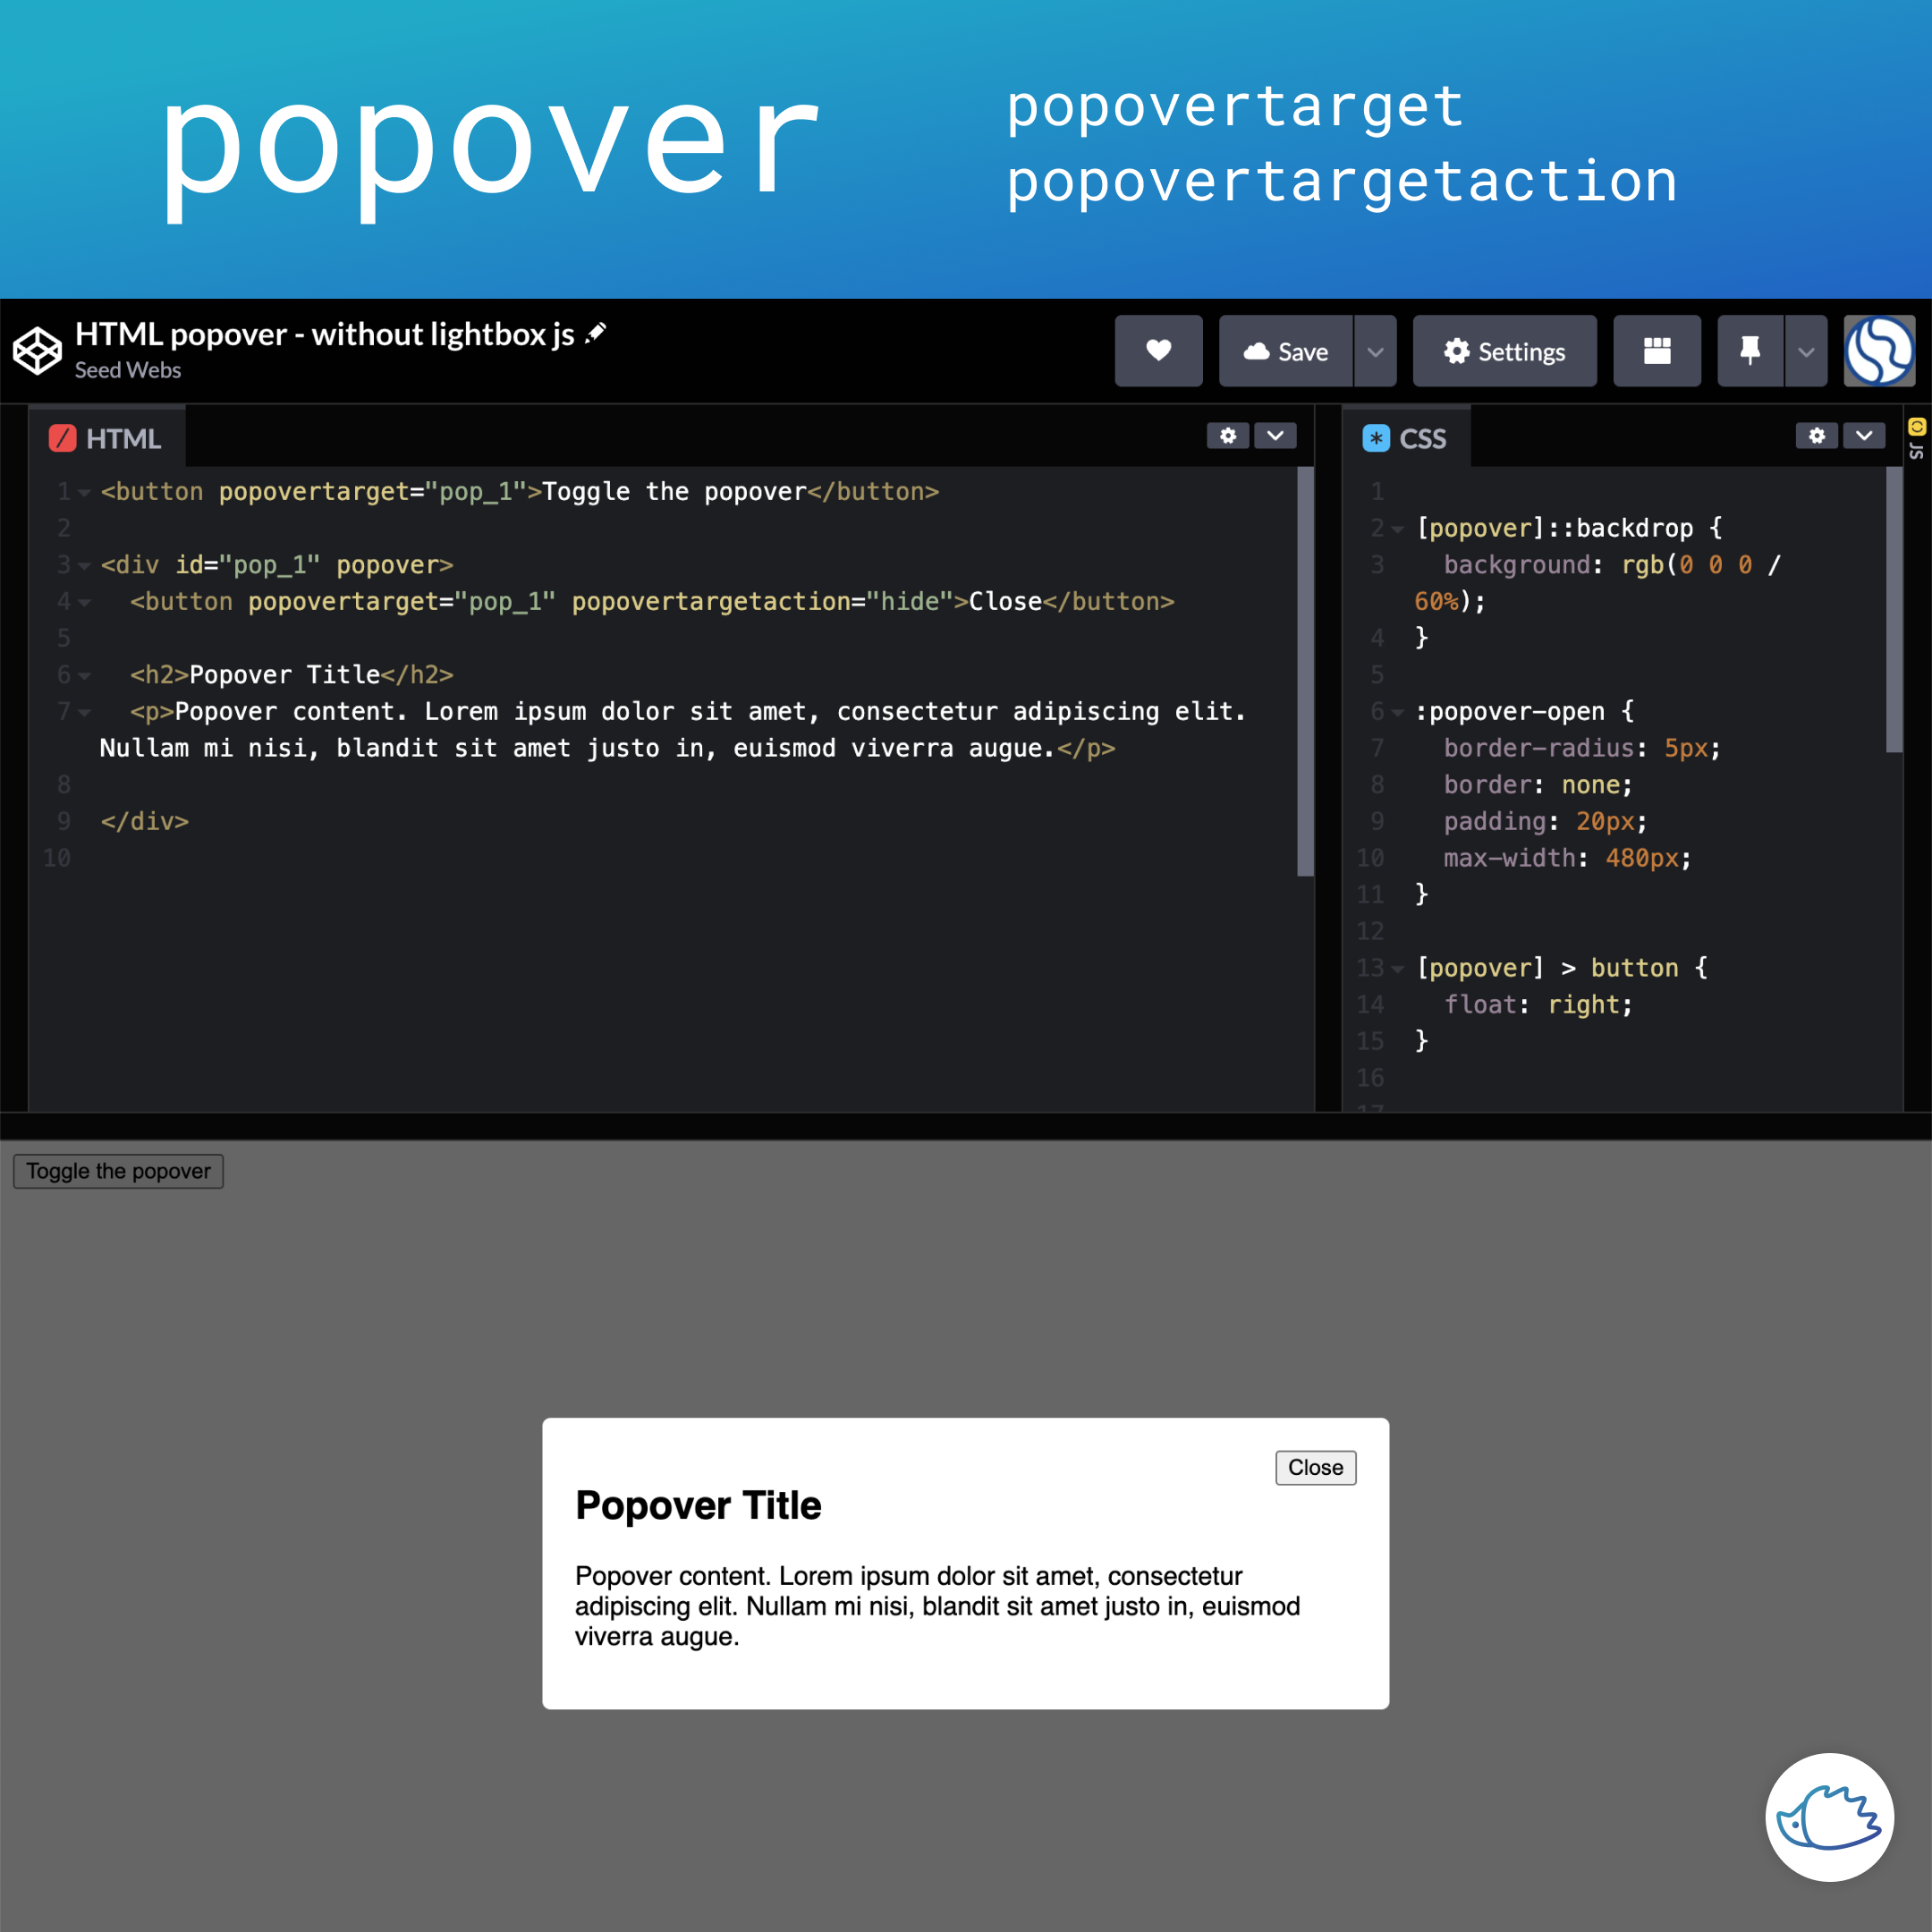 popover
popovertarget
popovertargetaction
HTML popover - without lightbox js
Seed Webs
Save
Settings
HTML
1 <button popovertarget="pop_1">Toggle the popover</button>
2
3 <div id="pop_1" popover>
4   <button popovertarget="pop_1" popovertargetaction="hide">Close</button>
5
6   <h2>Popover Title</h2>
7   <p>Popover content. Lorem ipsum dolor sit amet, consectetur adipiscing elit.
Nullam mi nisi, blandit sit amet justo in, euismod viverra augue.</p>
8
9 </div>
10
CSS
1
2 [popover]::backdrop {
3   background: rgb(0 0 0 /
60%);
4 }
5
6 :popover-open {
7   border-radius: 5px;
8   border: none;
9   padding: 20px;
10   max-width: 480px;
11 }
12
13 [popover] > button {
14   float: right;
15 }
16
17
JS
Toggle the popover
Close
Popover Title
Popover content. Lorem ipsum dolor sit amet, consectetur
adipiscing elit. Nullam mi nisi, blandit sit amet justo in, euismod
viverra augue.